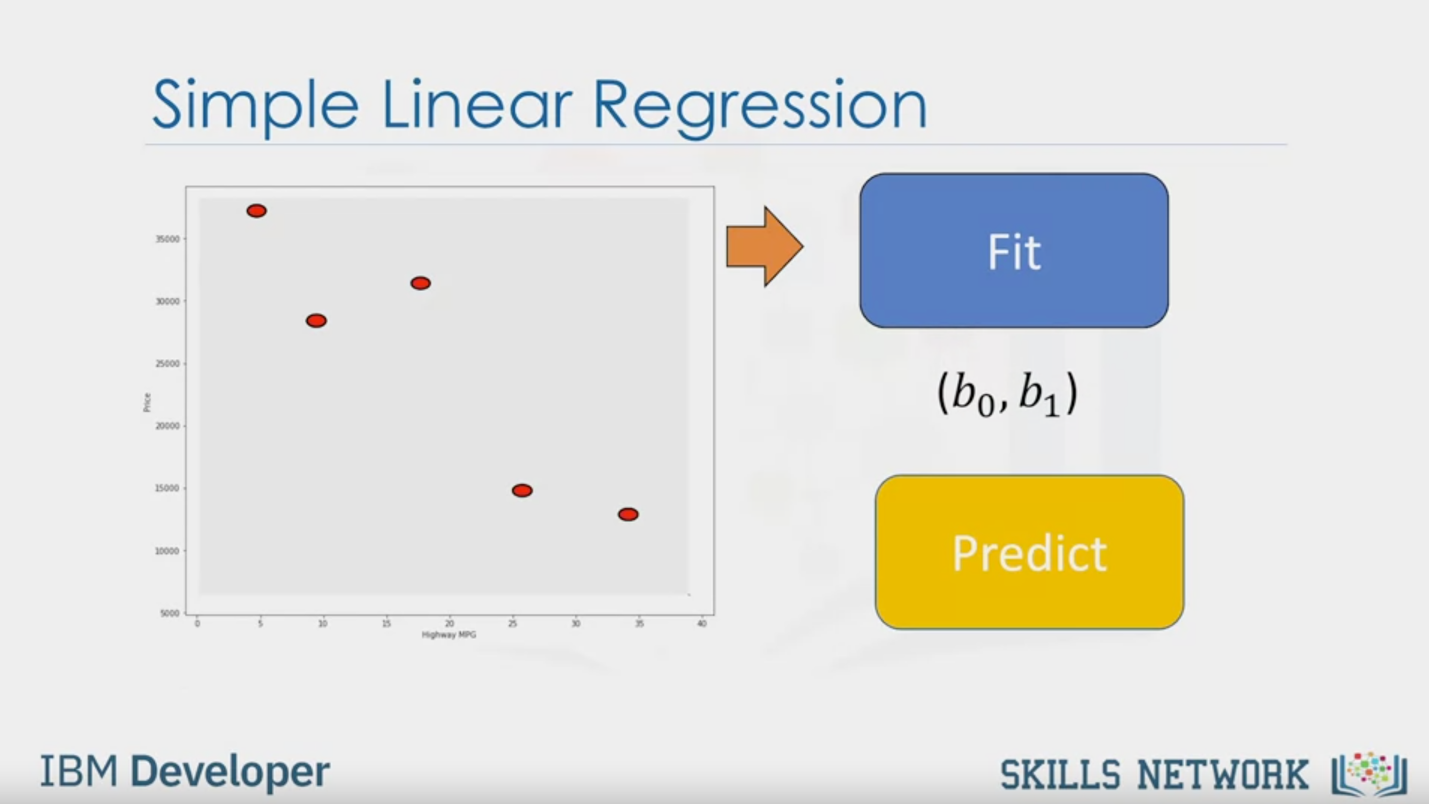 Simple Linear Regression
35000
30000
25000
20000
15000
10000
5000
Price
0 5 10 15 20 25 30 35 40
Highway MPG
Fit
(b₀, b₁)
Predict
IBM Developer
SKILLS NETWORK